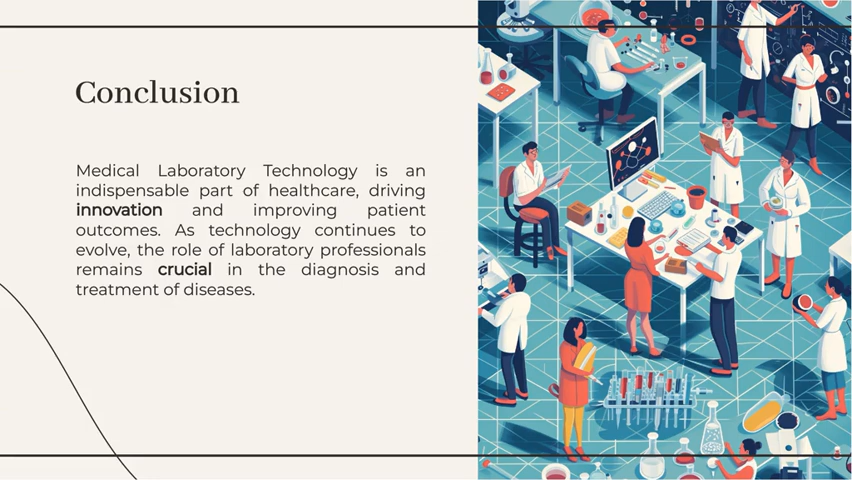 Conclusion
Medical Laboratory Technology is an
indispensable part of healthcare, driving
innovation and improving patient
outcomes. As technology continues to
evolve, the role of laboratory professionals
remains crucial in the diagnosis and
treatment of diseases.